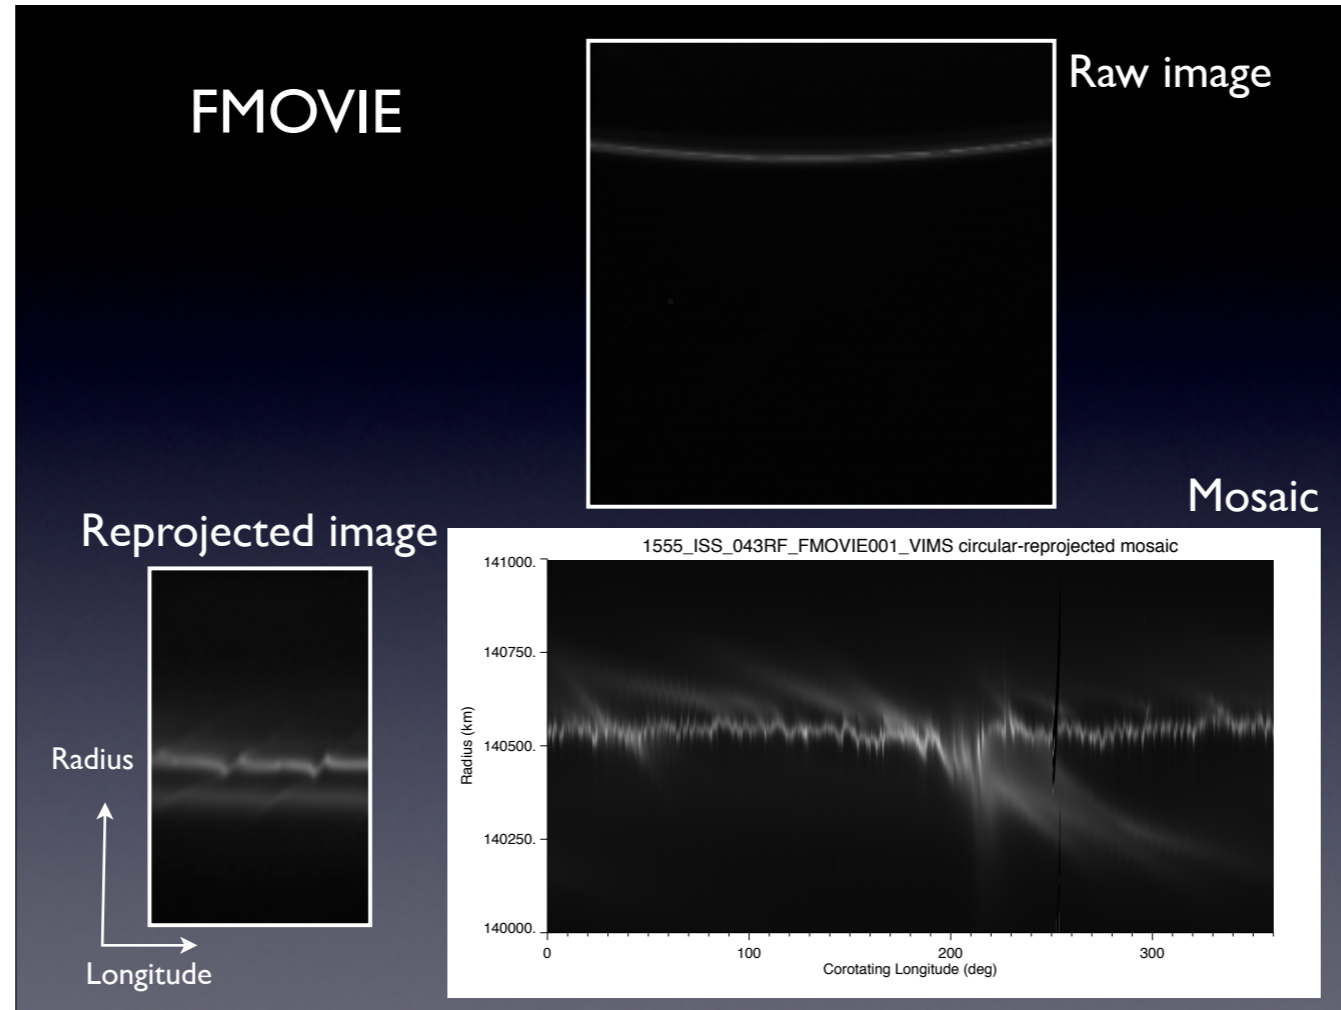 FMOVIE
Raw image
Reprojected image
Mosaic
1555_ISS_043RF_FMOVIE001_VIMS circular-reprojected mosaic
141000.
140750.
140500.
140250.
140000.
Radius (km)
0 100 200 300
Corotating Longitude (deg)
Radius
Longitude